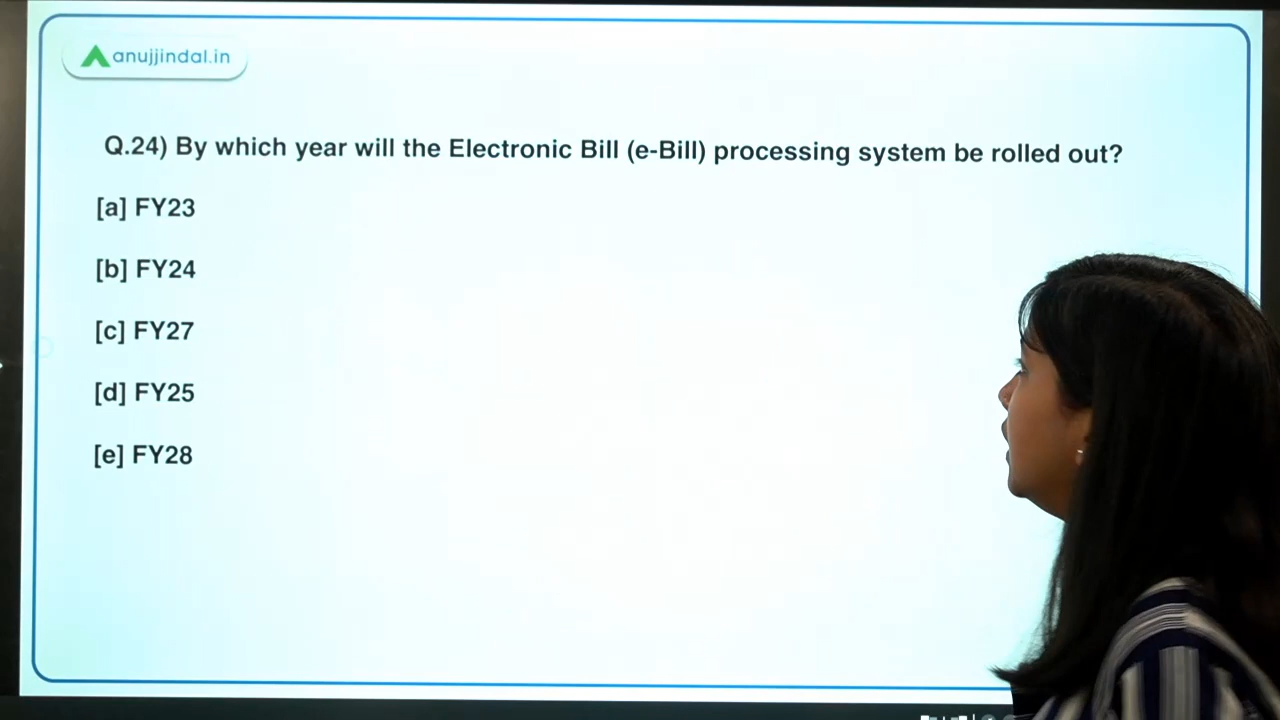 anujjindal.in
Q.24) By which year will the Electronic Bill (e-Bill) processing system be rolled out?
[a] FY23
[b] FY24
[c] FY27
[d] FY25
[e] FY28